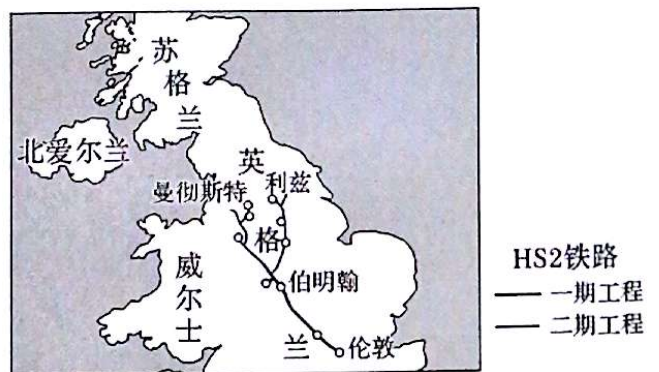 苏格兰
北爱尔兰
英格兰
曼彻斯特
利兹
威尔士
伯明翰
伦敦
HS2铁路
一期工程
二期工程